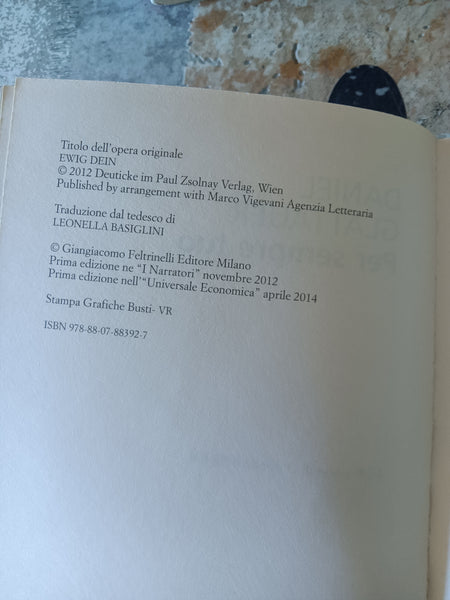 Titolo dell'opera originale
EWIG DEIN
© 2012 Deuticke im Paul Zsolnay Verlag, Wien
Published by arrangement with Marco Vigevani Agenzia Letteraria
Traduzione dal tedesco di
LEONELLA BASIGLINI
© Giangiacomo Feltrinelli Editore Milano
Prima edizione ne “I Narratori” novembre 2012
Prima edizione nell'“Universale Economica” aprile 2014
Stampa Grafiche Busti- VR
ISBN 978-88-07-88392-7